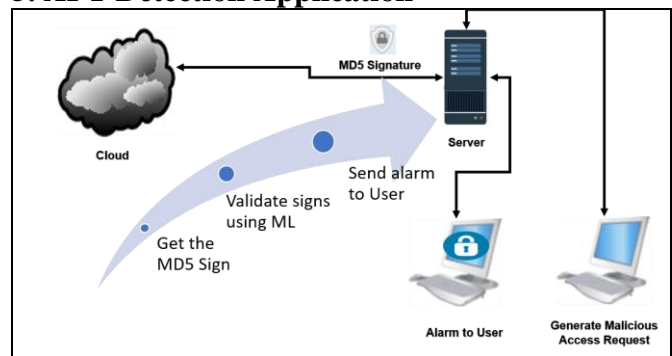 MD5 Signature
Cloud
Server
Send alarm
to User
Validate signs
using ML
Get the
MD5 Sign
Alarm to User
Generate Malicious
Access Request